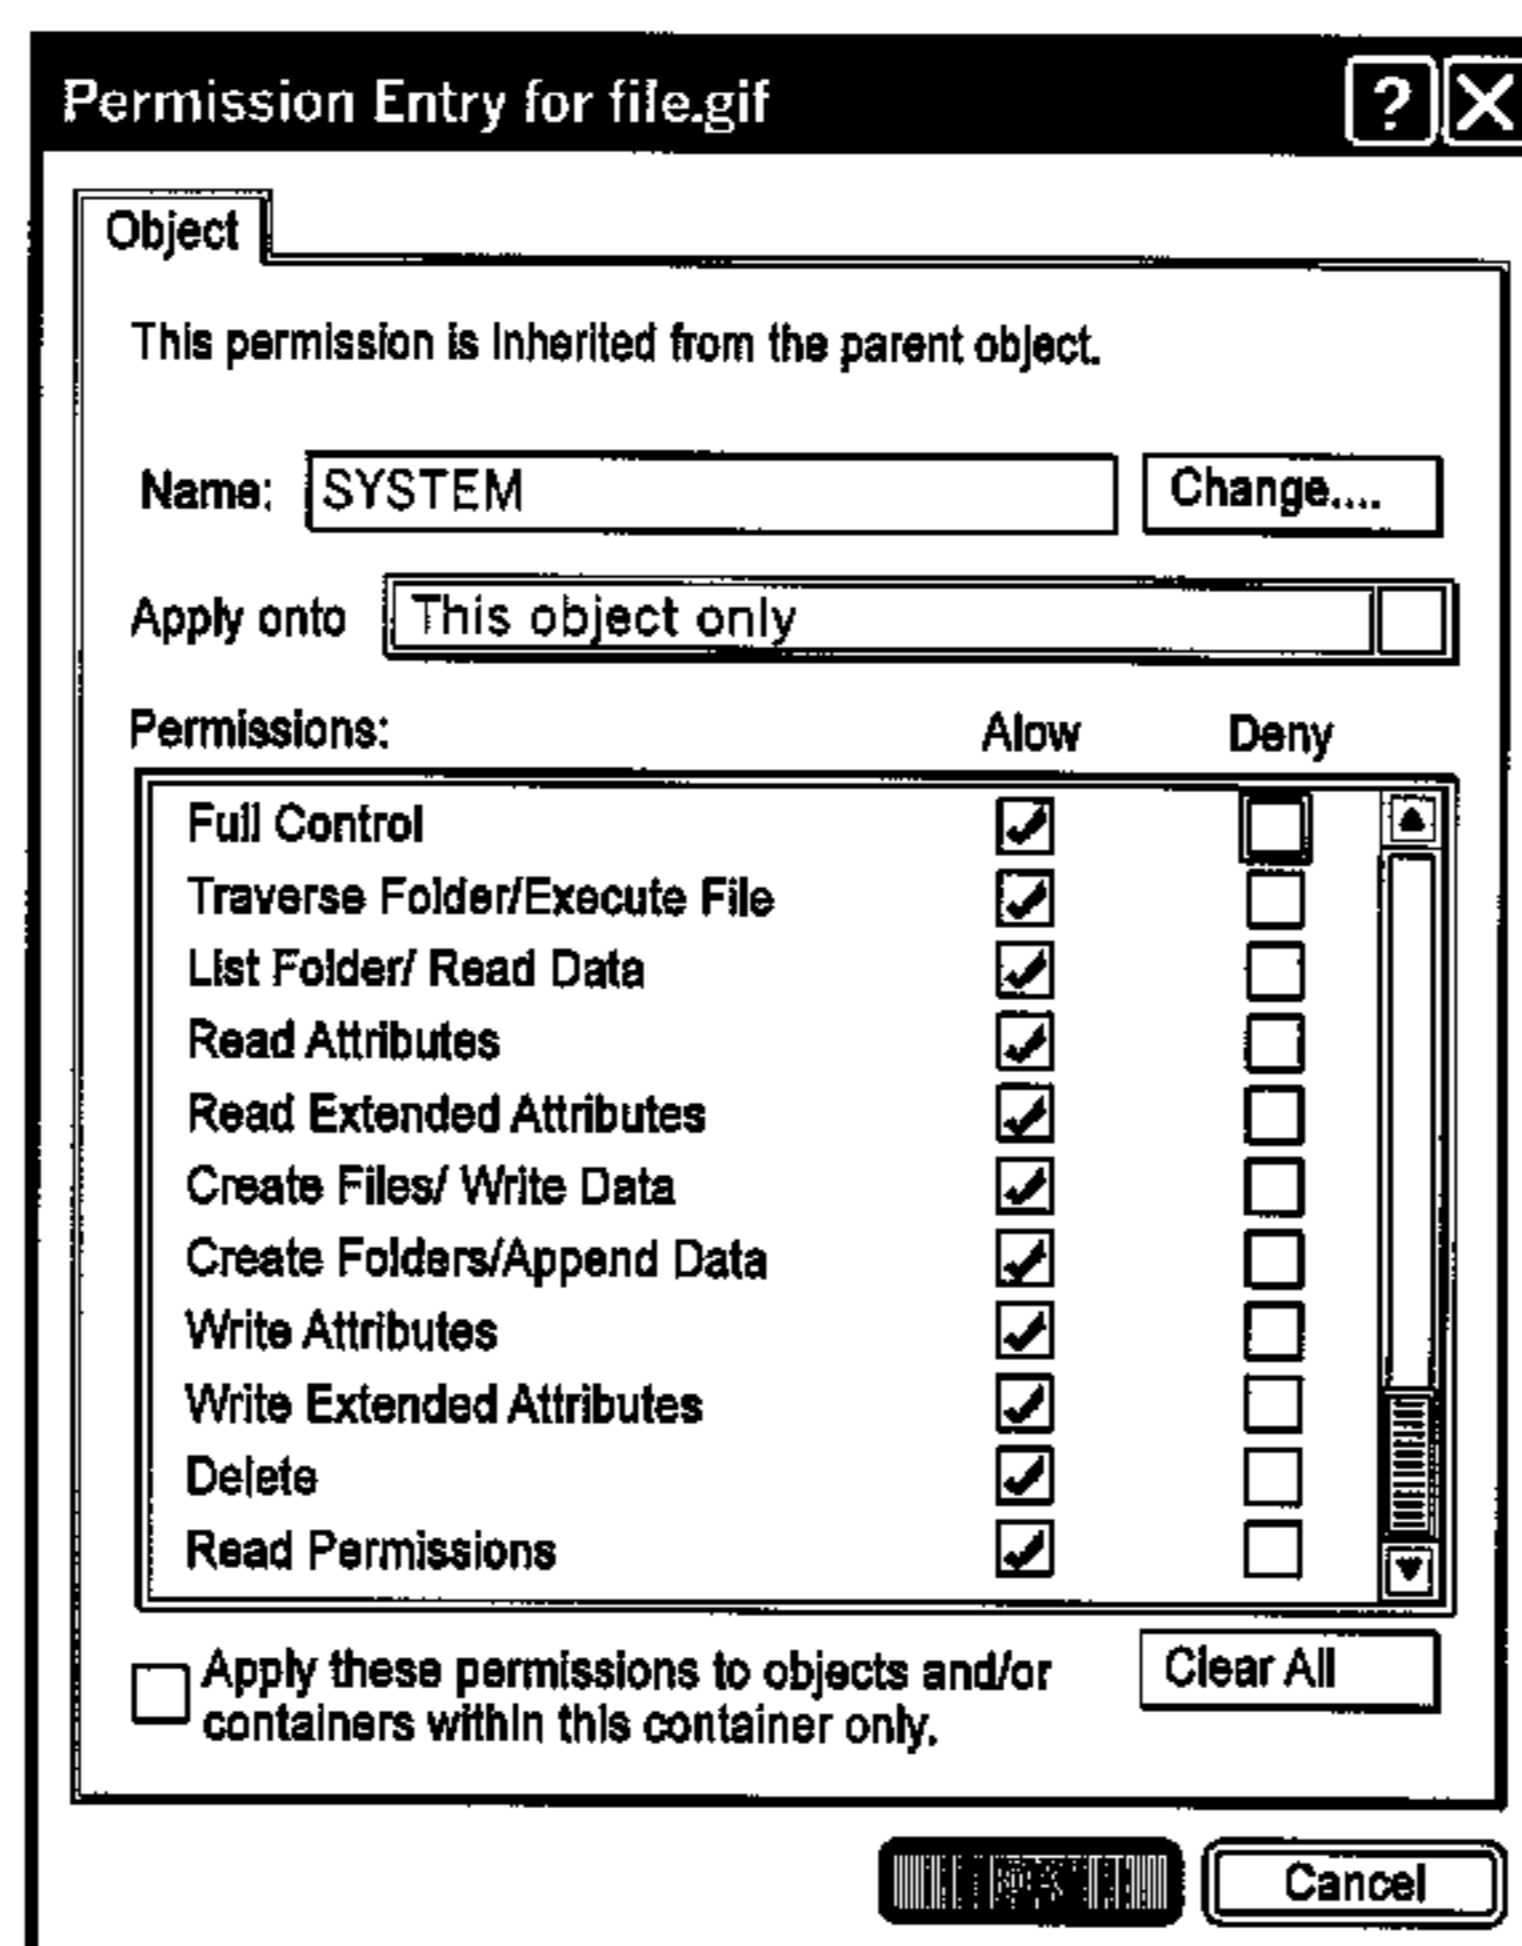 Permission Entry for file.gif
Object
This permission is Inherited from the parent object.
Name: SYSTEM Change....
Apply onto This object only
Permissions: Alow Deny
Full Control
Traverse Folder/Execute File
List Folder/ Read Data
Read Attributes
Read Extended Attributes
Create Files/ Write Data
Create Folders/Append Data
Write Attributes
Write Extended Attributes
Delete
Read Permissions
Apply these permissions to objects and/or
containers within this container only.
Clear All
Cancel